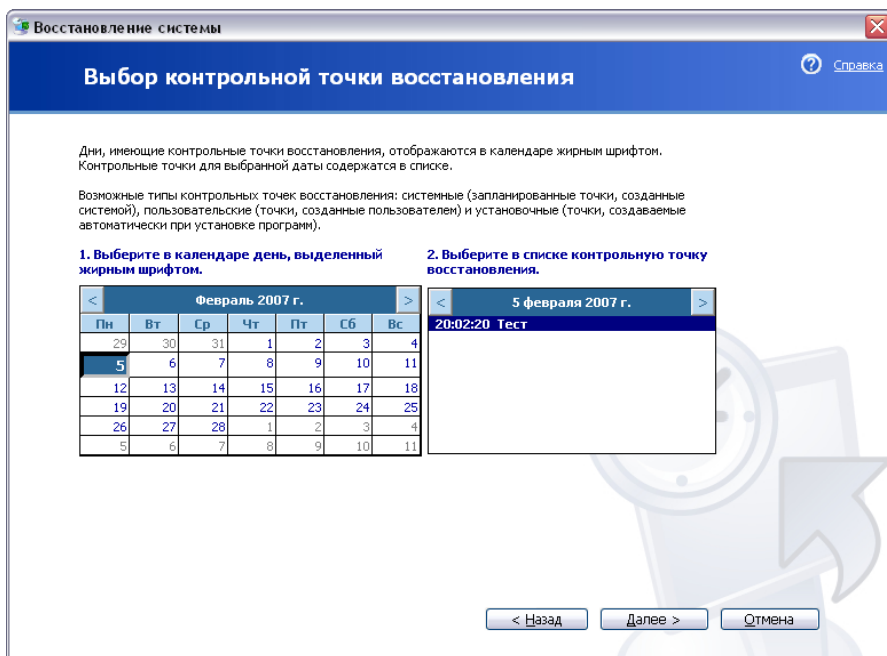 Восстановление системы
Выбор контрольной точки восстановления
Справка
Дни, имеющие контрольные точки восстановления, отображаются в календаре жирным шрифтом.
Контрольные точки для выбранной даты содержатся в списке.
Возможные типы контрольных точек восстановления: системные (запланированные точки, созданные
системой), пользовательские (точки, созданные пользователем) и установочные (точки, создаваемые
автоматически при установке программ).
1. Выберите в календаре день, выделенный
жирным шрифтом.
< Февраль 2007 г. >
Пн Вт Ср Чт Пт Сб Вс
29 30 31 1 2 3 4
5 6 7 8 9 10 11
12 13 14 15 16 17 18
19 20 21 22 23 24 25
26 27 28 1 2 3 4
5 6 7 8 9 10 11
2. Выберите в списке контрольную точку
восстановления.
< 5 февраля 2007 г. >
20:02:20 Тест
< Назад
Далее >
Отмена